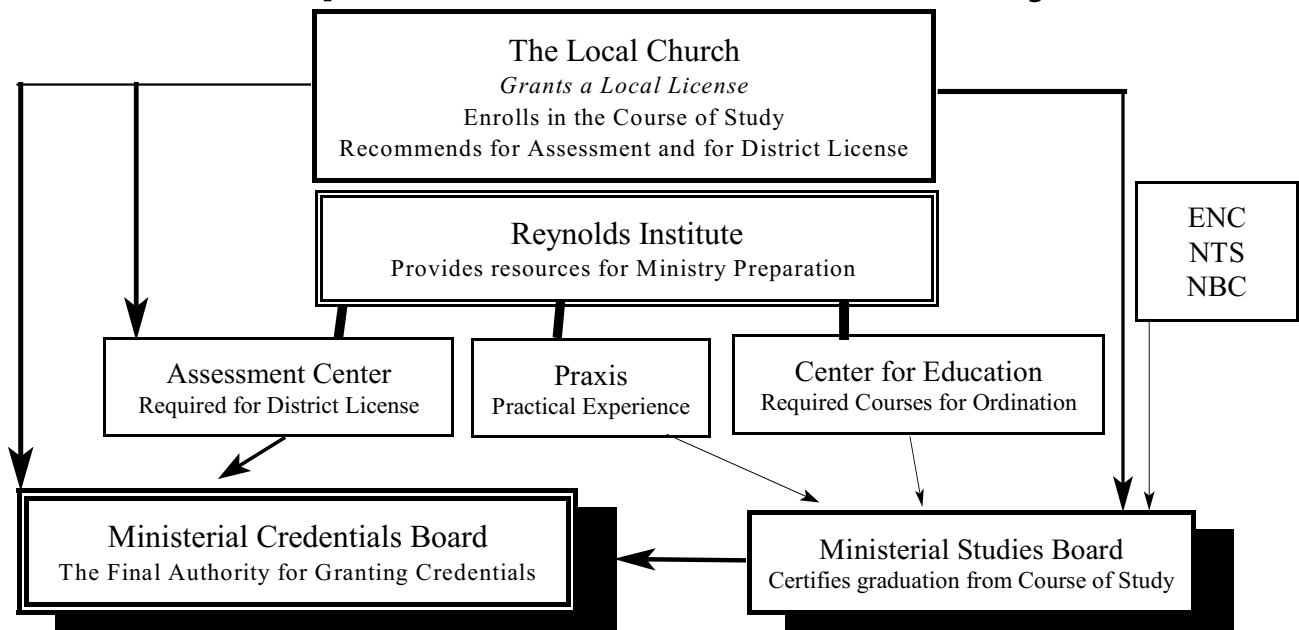 The Local Church
Grants a Local License
Enrolls in the Course of Study
Recommends for Assessment and for District License
Reynolds Institute
Provides resources for Ministry Preparation
ENC
NTS
NBC
Assessment Center
Required for District License
Praxis
Practical Experience
Center for Education
Required Courses for Ordination
Ministerial Credentials Board
The Final Authority for Granting Credentials
Ministerial Studies Board
Certifies graduation from Course of Study